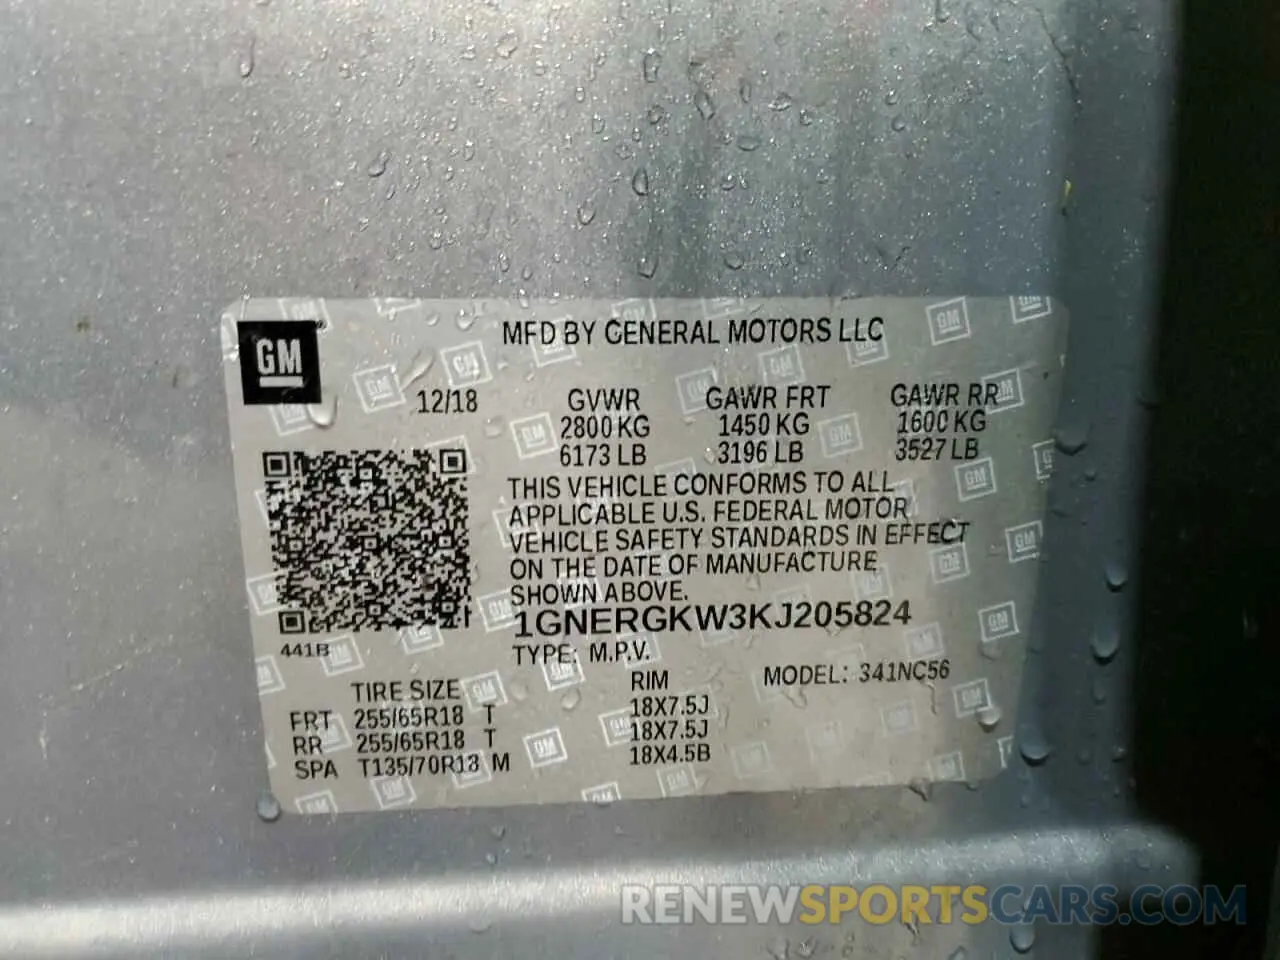 GM
MFD BY GENERAL MOTORS LLC
12/18 GVWR GAWR FRT GAWR RR
2800 KG 1450 KG 1600 KG
6173 LB 3196 LB 3527 LB
THIS VEHICLE CONFORMS TO ALL
APPLICABLE U.S. FEDERAL MOTOR
VEHICLE SAFETY STANDARDS IN EFFECT
ON THE DATE OF MANUFACTURE
SHOWN ABOVE.
1GNERGKW3KJ205824
441B
TYPE: M.P.V.
MODEL: 341NC56
TIRE SIZE RIM
FRT 255/65R18 T 18X7.5J
RR 255/65R18 T 18X7.5J
SPA T135/70R18 M 18X4.5B
RENEWSPORTSCARS.COM